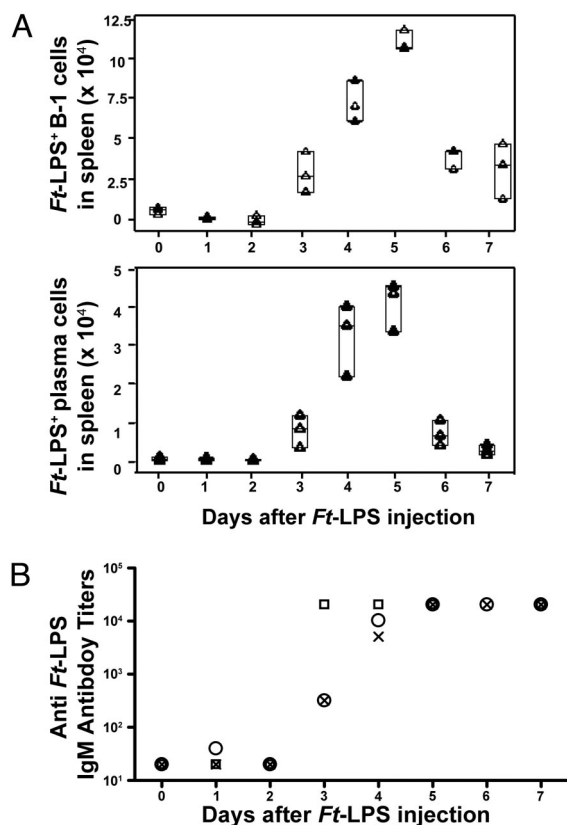 A
Ft-LPS+ B-1 cells
in spleen (x 10⁴)
12.5
10
7.5
5
2.5
0
0 1 2 3 4 5 6 7
Ft-LPS+ plasma cells
in spleen (x 10⁴)
5
4
3
2
1
0
0 1 2 3 4 5 6 7
Days after Ft-LPS injection
B
Anti Ft-LPS
IgM Antibdoy Titers
10⁵
10⁴
10³
10²
10¹
0 1 2 3 4 5 6 7
Days after Ft-LPS injection